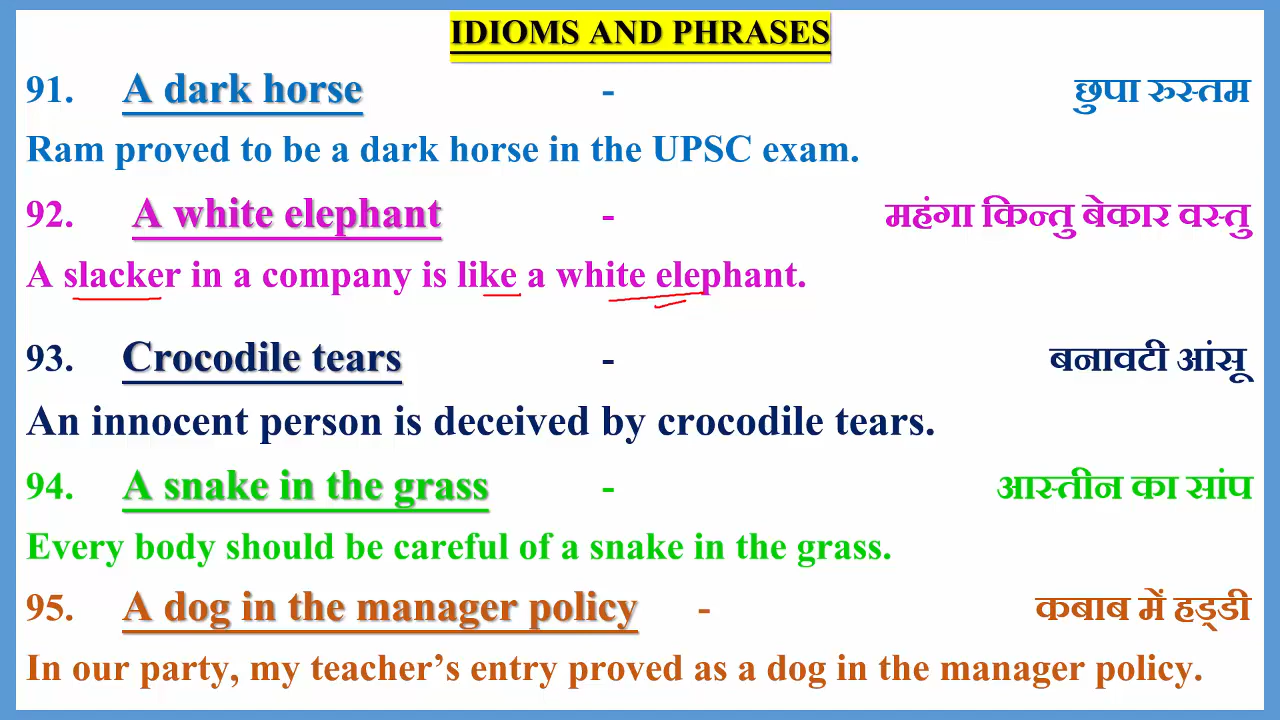 IDIOMS AND PHRASES
91. A dark horse - छुपा रुस्तम
Ram proved to be a dark horse in the UPSC exam.
92. A white elephant - महंगा किन्तु बेकार वस्तु
A slacker in a company is like a white elephant.
93. Crocodile tears - बनावटी आंसू
An innocent person is deceived by crocodile tears.
94. A snake in the grass - आस्तीन का सांप
Every body should be careful of a snake in the grass.
95. A dog in the manager policy - कबाब में हड्डी
In our party, my teacher’s entry proved as a dog in the manager policy.